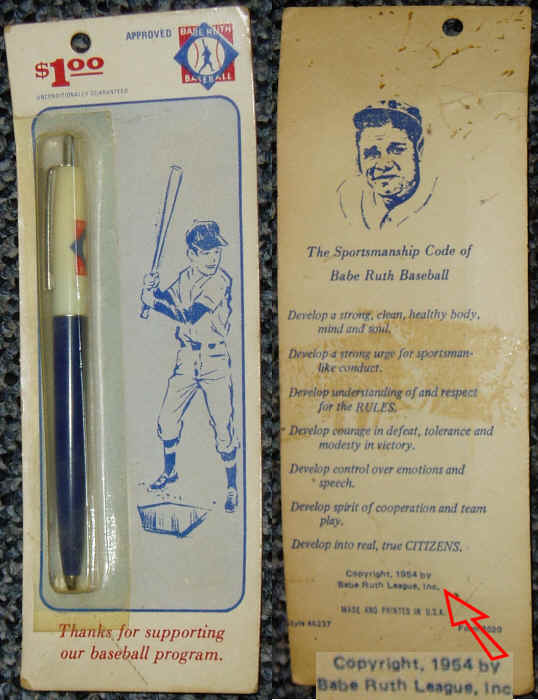 APPROVED
BABE RUTH
BASEBALL
$1.00
UNCONDITIONALLY GUARANTEED
Thanks for supporting
our baseball program.
The Sportsmanship Code of
Babe Ruth Baseball
Develop a strong, clean, healthy body,
mind and soul.
Develop a strong urge for sportsman-
like conduct.
Develop understanding of and respect
for the RULES.
Develop courage in defeat, tolerance and
modesty in victory.
Develop control over emotions and
speech.
Develop spirit of cooperation and team
play.
Develop into real, true CITIZENS.
Copyright, 1954 by
Babe Ruth League, Inc.
MADE AND PRINTED IN U.S.A.
Copyright, 1954 by
Babe Ruth League, Inc